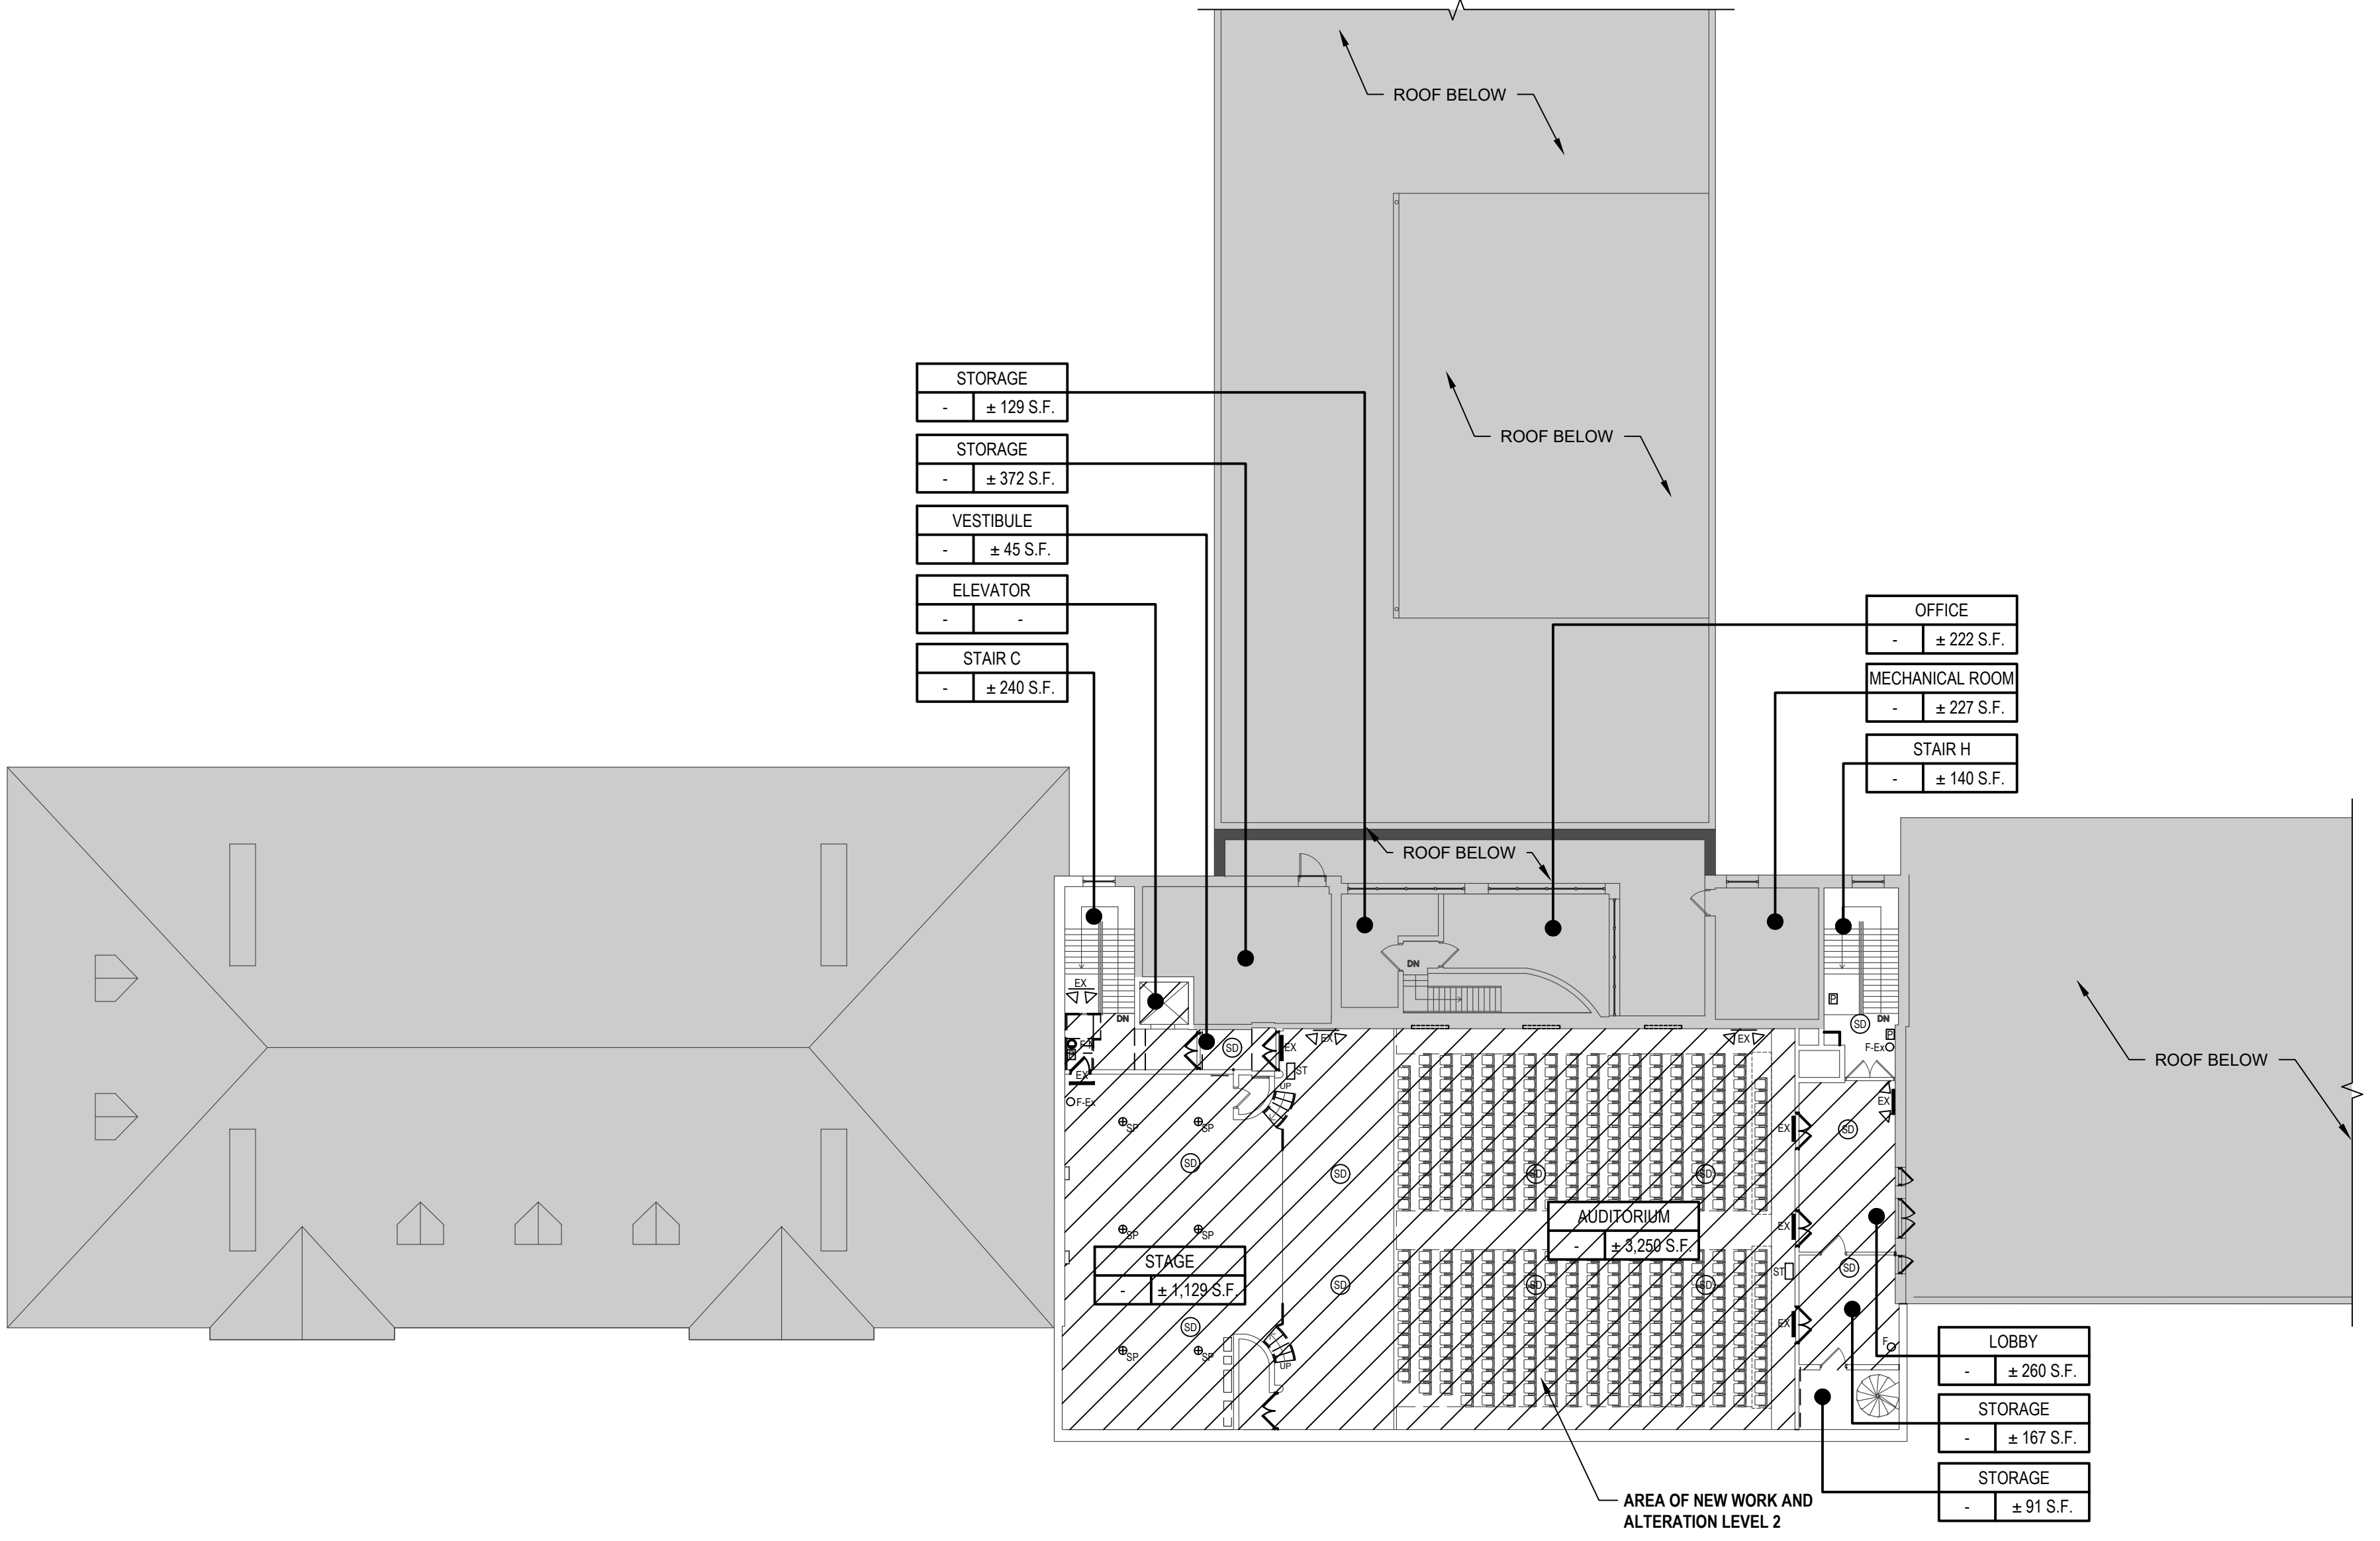 ROOF BELOW
ROOF BELOW
STORAGE
- ± 129 S.F.
STORAGE
- ± 372 S.F.
VESTIBULE
- ± 45 S.F.
ELEVATOR
- -
STAIR C
- ± 240 S.F.
OFFICE
- ± 222 S.F.
MECHANICAL ROOM
- ± 227 S.F.
STAIR H
- ± 140 S.F.
ROOF BELOW
ROOF BELOW
DN
EX
DN
P
SD
DN
P
F-Ex
EX
SD
EX
EX
EX
ST
UP
EX
F-Ex
SP
SP
SD
SD
SD
SD
EX
SD
EX
AUDITORIUM
- ± 3,250 S.F.
SP
SP
EX
STAGE
- ± 1,129 S.F.
SD
SD
SD
ST
SD
SD
EX
F
UP
SP
SP
LOBBY
- ± 260 S.F.
STORAGE
- ± 167 S.F.
STORAGE
- ± 91 S.F.
AREA OF NEW WORK AND
ALTERATION LEVEL 2